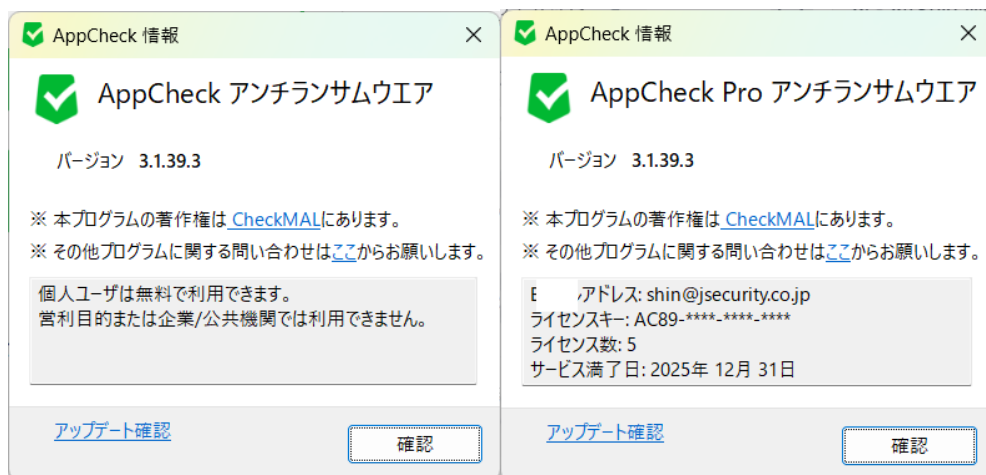 AppCheck 情報
AppCheck アンチランサムウエア
バージョン 3.1.39.3
※ 本プログラムの著作権は CheckMALにあります。
※ その他プログラムに関する問い合わせはここからお願いします。
個人ユーザは無料で利用できます。
営利目的または企業/公共機関では利用できません。
アップデート確認
確認
AppCheck 情報
AppCheck Pro アンチランサムウエア
バージョン 3.1.39.3
※ 本プログラムの著作権は CheckMALにあります。
※ その他プログラムに関する問い合わせはここからお願いします。
アドレス: shin@jsecurity.co.jp
ライセンスキー: AC89-****-****-****
ライセンス数: 5
サービス満了日: 2025年 12月 31日
アップデート確認
確認